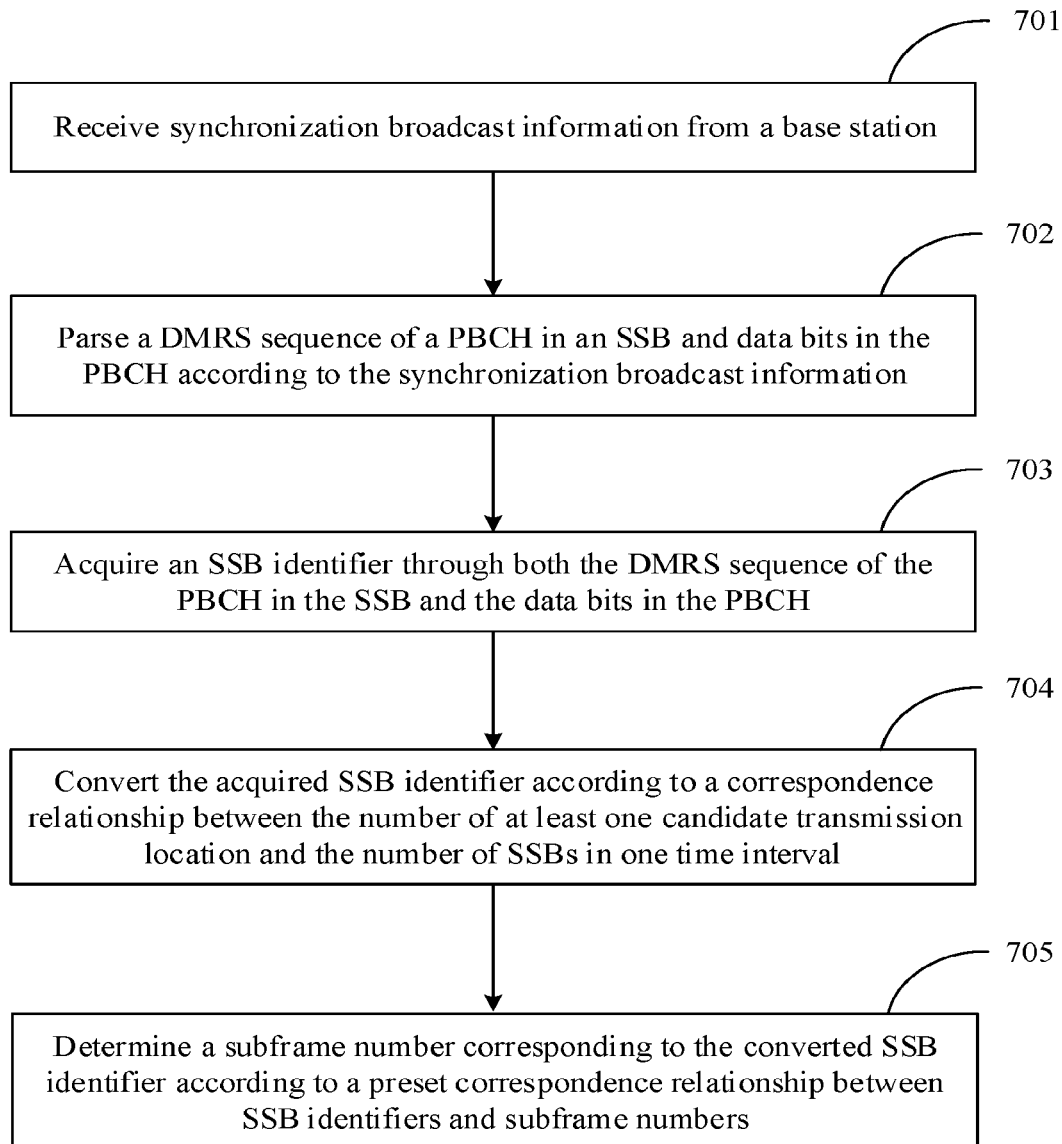 701
Receive synchronization broadcast information from a base station
702
Parse a DMRS sequence of a PBCH in an SSB and data bits in the
PBCH according to the synchronization broadcast information
703
Acquire an SSB identifier through both the DMRS sequence of the
PBCH in the SSB and the data bits in the PBCH
704
Convert the acquired SSB identifier according to a correspondence
relationship between the number of at least one candidate transmission
location and the number of SSBs in one time interval
705
Determine a subframe number corresponding to the converted SSB
identifier according to a preset correspondence relationship between
SSB identifiers and subframe numbers